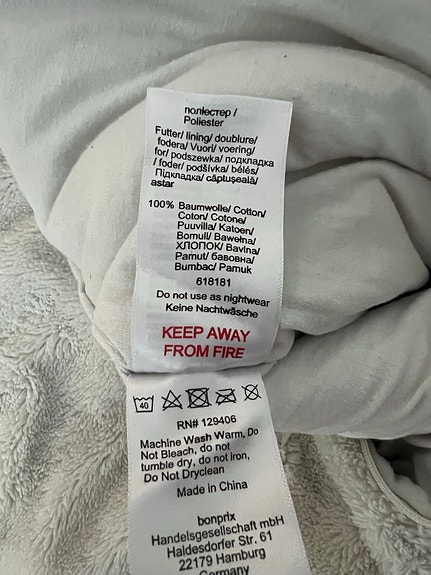 поліестер /
Poliester
Futter/ lining/ doublure/
fodera/ Vuori/ voering/
for/ podszewka/ подкладка
/ foder/ podšívka/ bélés/
Підкладка/ căptuşeală/
astar
100% Baumwolle/ Cotton/
Coton/ Cotone/
Puuvilla/ Katoen/
Bomull/ Bawełna/
ХЛОПОК/ Bavlna/
Pamut/ бавовна/
Bumbac/ Pamuk
618181
Do not use as nightwear
Keine Nachtwäsche
KEEP AWAY
FROM FIRE
40
RN# 129406
Machine Wash Warm, Do
Not Bleach, do not
tumble dry, do not iron,
Do Not Dryclean
Made in China
bonprix
Handelsgesellschaft mbH
Haldesdorfer Str. 61
22179 Hamburg
Germany